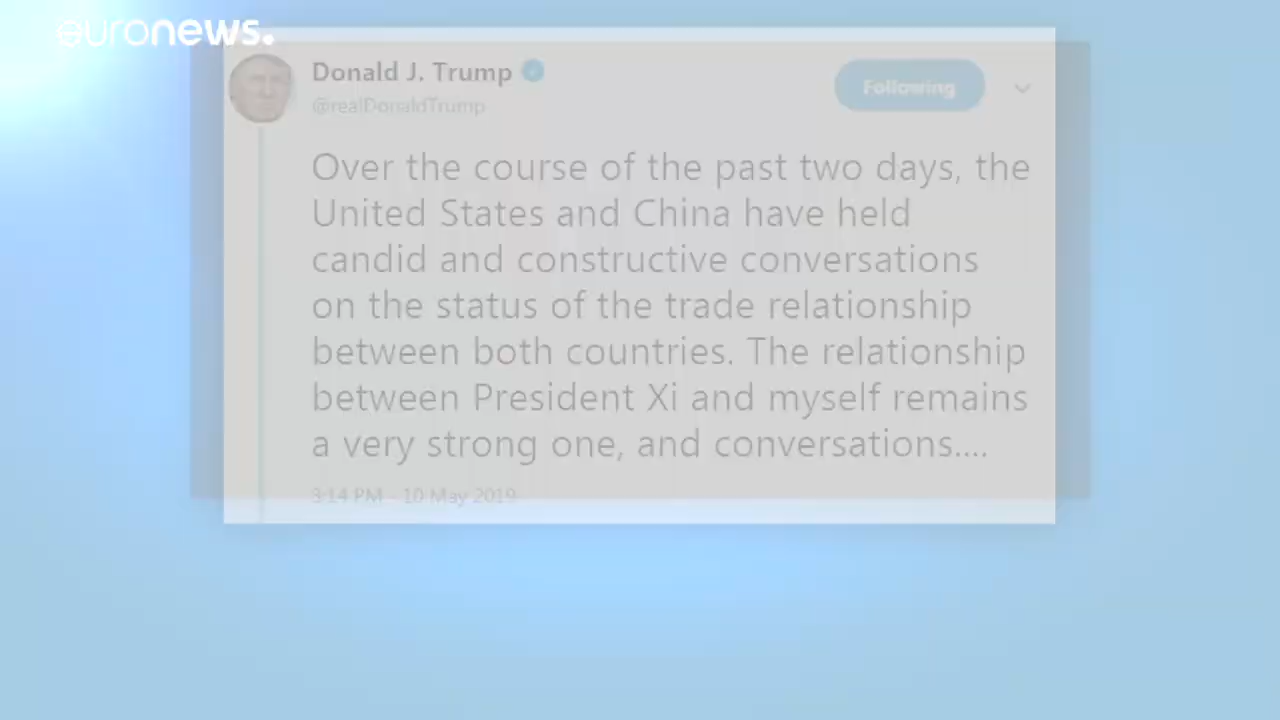 euronews.
Donald J. Trump
@realDonaldTrump
Following
Over the course of the past two days, the
United States and China have held
candid and constructive conversations
on the status of the trade relationship
between both countries. The relationship
between President Xi and myself remains
a very strong one, and conversations....
3:14 PM - 10 May 2019